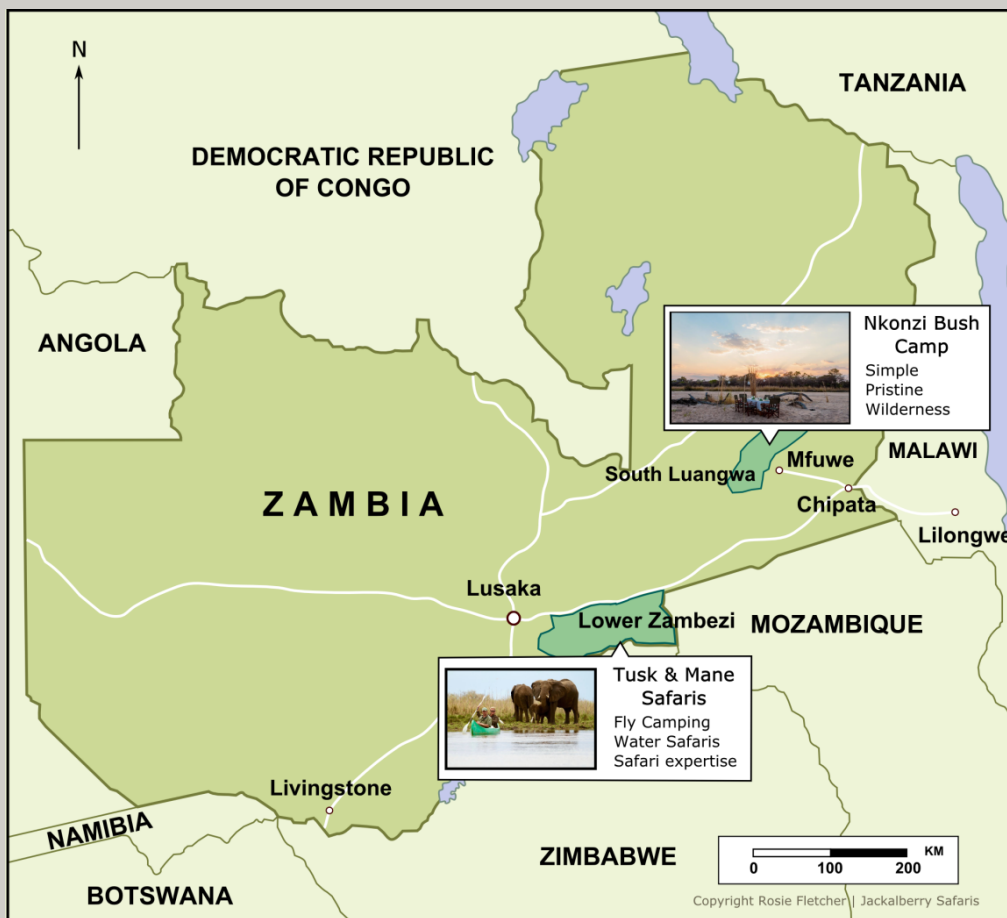 N
TANZANIA
DEMOCRATIC REPUBLIC
OF CONGO
ANGOLA
Nkonzi Bush
Camp
Simple
Pristine
Wilderness
MALAWI
Mfuwe
South Luangwa
Chipata
ZAMBIA
Lilongwe
Lusaka
Lower Zambezi
MOZAMBIQUE
Tusk & Mane
Safaris
Fly Camping
Water Safaris
Safari expertise
Livingstone
NAMIBIA
ZIMBABWE
BOTSWANA
KM
0 100 200
Copyright Rosie Fletcher | Jackalberry Safaris